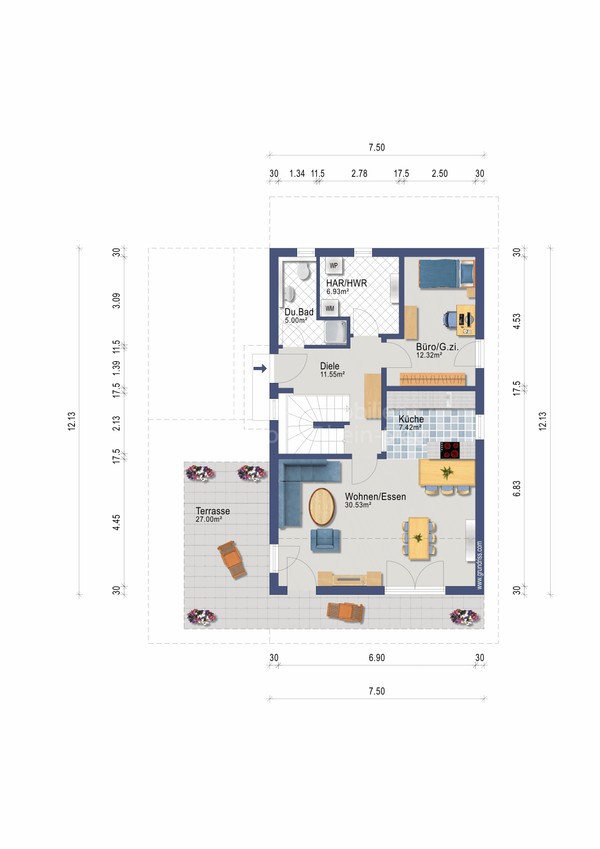 7.50
30 1.34 11.5 2.78 17.5 2.50 30
30
3.09
11.5
1.39
17.5
2.13
17.5
4.45
30
12.13
30
4.53
17.5
6.83
30
12.13
WP
HAR/HWR
6.93m²
WM
Du.Bad
5.00m²
Büro/G.zi.
12.32m²
Diele
11.55m²
Küche
7.42m²
Wohnen/Essen
30.53m²
Terrasse
27.00m²
www.grundriss.com
30 6.90 30
7.50